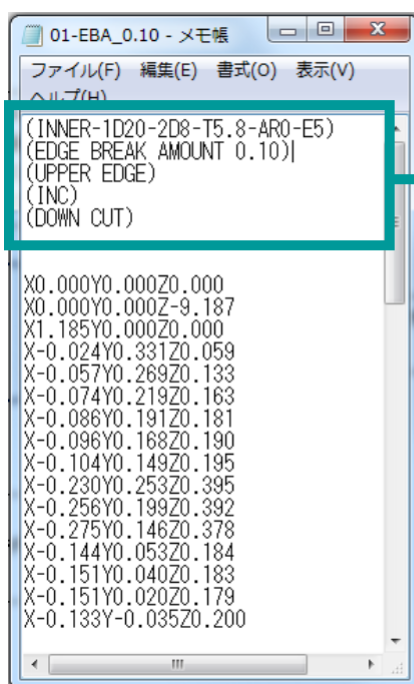 01-EBA_0.10 - メモ帳
ファイル(F) 編集(E) 書式(O) 表示(V)
ヘルプ(H)
(INNER-1D20-2D8-T5.8-AR0-E5)
(EDGE BREAK AMOUNT 0.10)
(UPPER EDGE)
(INC)
(DOWN CUT)
X0.000Y0.000Z0.000
X0.000Y0.000Z-9.187
X1.185Y0.000Z0.000
X-0.024Y0.331Z0.059
X-0.057Y0.269Z0.133
X-0.074Y0.219Z0.163
X-0.086Y0.191Z0.181
X-0.096Y0.168Z0.190
X-0.104Y0.149Z0.195
X-0.230Y0.253Z0.395
X-0.256Y0.199Z0.392
X-0.275Y0.146Z0.378
X-0.144Y0.053Z0.184
X-0.151Y0.040Z0.183
X-0.151Y0.020Z0.179
X-0.133Y-0.035Z0.200